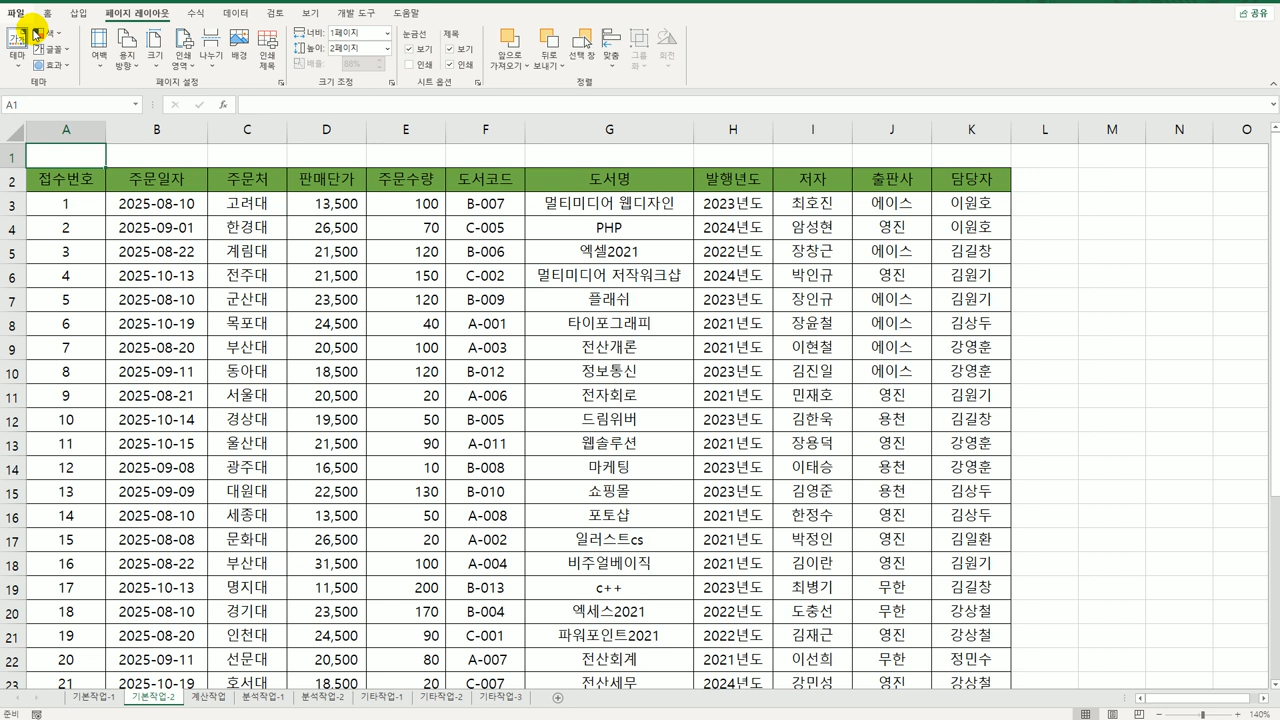 파일 홈 삽입 페이지 레이아웃 수식 데이터 검토 보기 개발 도구 도움말 공유
테마 글꼴 효과 테마
여백 용지 방향 크기 인쇄 영역 나누기 배경 인쇄 제목 페이지 설정
너비: 1페이지 높이: 2페이지 배율: 68% 크기 조정
눈금선 보기 인쇄 제목 보기 인쇄 시트 옵션
앞으로 가져오기 뒤로 보내기 선택 창 맞춤 그룹화 회전 정렬
A1 fx
A B C D E F G H I J K L M N O
1
2 접수번호 주문일자 주문처 판매단가 주문수량 도서코드 도서명 발행년도 저자 출판사 담당자
3 1 2025-08-10 고려대 13,500 100 B-007 멀티미디어 웹디자인 2023년도 최호진 에이스 이원호
4 2 2025-09-01 한경대 26,500 70 C-005 PHP 2024년도 암성현 영진 이원호
5 3 2025-08-22 계림대 21,500 120 B-006 엑셀2021 2022년도 장창근 에이스 김길창
6 4 2025-10-13 전주대 21,500 150 C-002 멀티미디어 저작워크샵 2024년도 박인규 영진 김원기
7 5 2025-08-10 군산대 23,500 120 B-009 플래쉬 2023년도 장인규 에이스 김원기
8 6 2025-10-19 목포대 24,500 40 A-001 타이포그래피 2021년도 장윤철 에이스 김상두
9 7 2025-08-20 부산대 20,500 100 A-003 전산개론 2021년도 이현철 에이스 강영훈
10 8 2025-09-11 동아대 18,500 120 B-012 정보통신 2023년도 김진일 에이스 강영훈
11 9 2025-08-21 서울대 20,500 20 A-006 전자회로 2021년도 민재호 영진 김원기
12 10 2025-10-14 경상대 19,500 50 B-005 드림위버 2023년도 김한욱 용천 김길창
13 11 2025-10-15 울산대 21,500 90 A-011 웹솔루션 2021년도 장용덕 영진 강영훈
14 12 2025-09-08 광주대 16,500 10 B-008 마케팅 2023년도 이태승 용천 강영훈
15 13 2025-09-09 대원대 22,500 130 B-010 쇼핑몰 2023년도 김영준 용천 김상두
16 14 2025-08-10 세종대 13,500 50 A-008 포토샵 2021년도 한정수 영진 김상두
17 15 2025-08-08 문화대 26,500 20 A-002 일러스트cs 2021년도 박정인 영진 김일환
18 16 2025-08-22 부산대 31,500 100 A-004 비주얼베이직 2021년도 김이란 영진 김원기
19 17 2025-10-13 명지대 11,500 200 B-013 c++ 2023년도 최병기 무한 김길창
20 18 2025-08-10 경기대 23,500 170 B-004 엑세스2021 2022년도 도충선 무한 강상철
21 19 2025-08-20 인천대 24,500 90 C-001 파워포인트2021 2022년도 김재근 영진 강상철
22 20 2025-09-11 선문대 20,500 80 A-007 전산회계 2021년도 이선희 무한 정민수
23 21 2025-10-19 호서대 18,500 20 C-007 전산세무 2024년도 강민성 영진 강상철
기본작업-1 기본작업-2 계산작업 분석작업-1 분석작업-2 기타작업-1 기타작업-2 기타작업-3
준비 140%